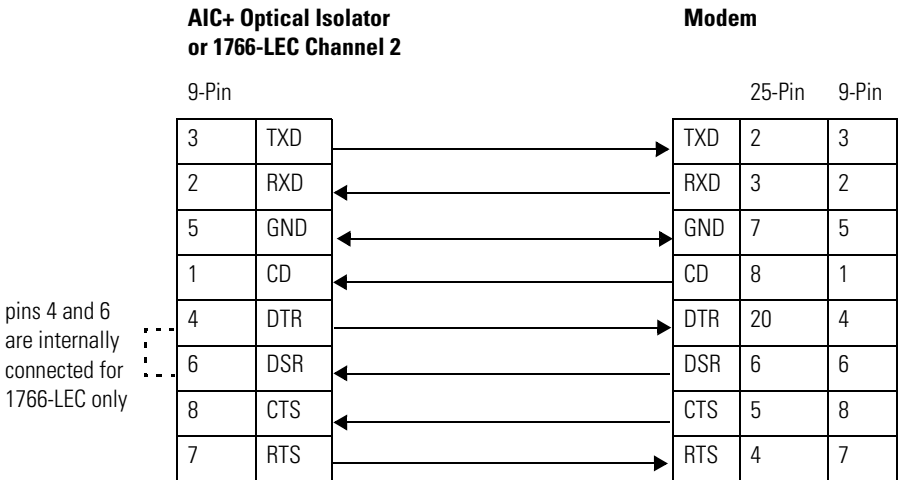 AIC+ Optical Isolator
or 1766-LEC Channel 2
Modem
9-Pin
25-Pin 9-Pin
3 TXD TXD 2 3
2 RXD RXD 3 2
5 GND GND 7 5
1 CD CD 8 1
4 DTR DTR 20 4
6 DSR DSR 6 6
8 CTS CTS 5 8
7 RTS RTS 4 7
pins 4 and 6
are internally
connected for
1766-LEC only